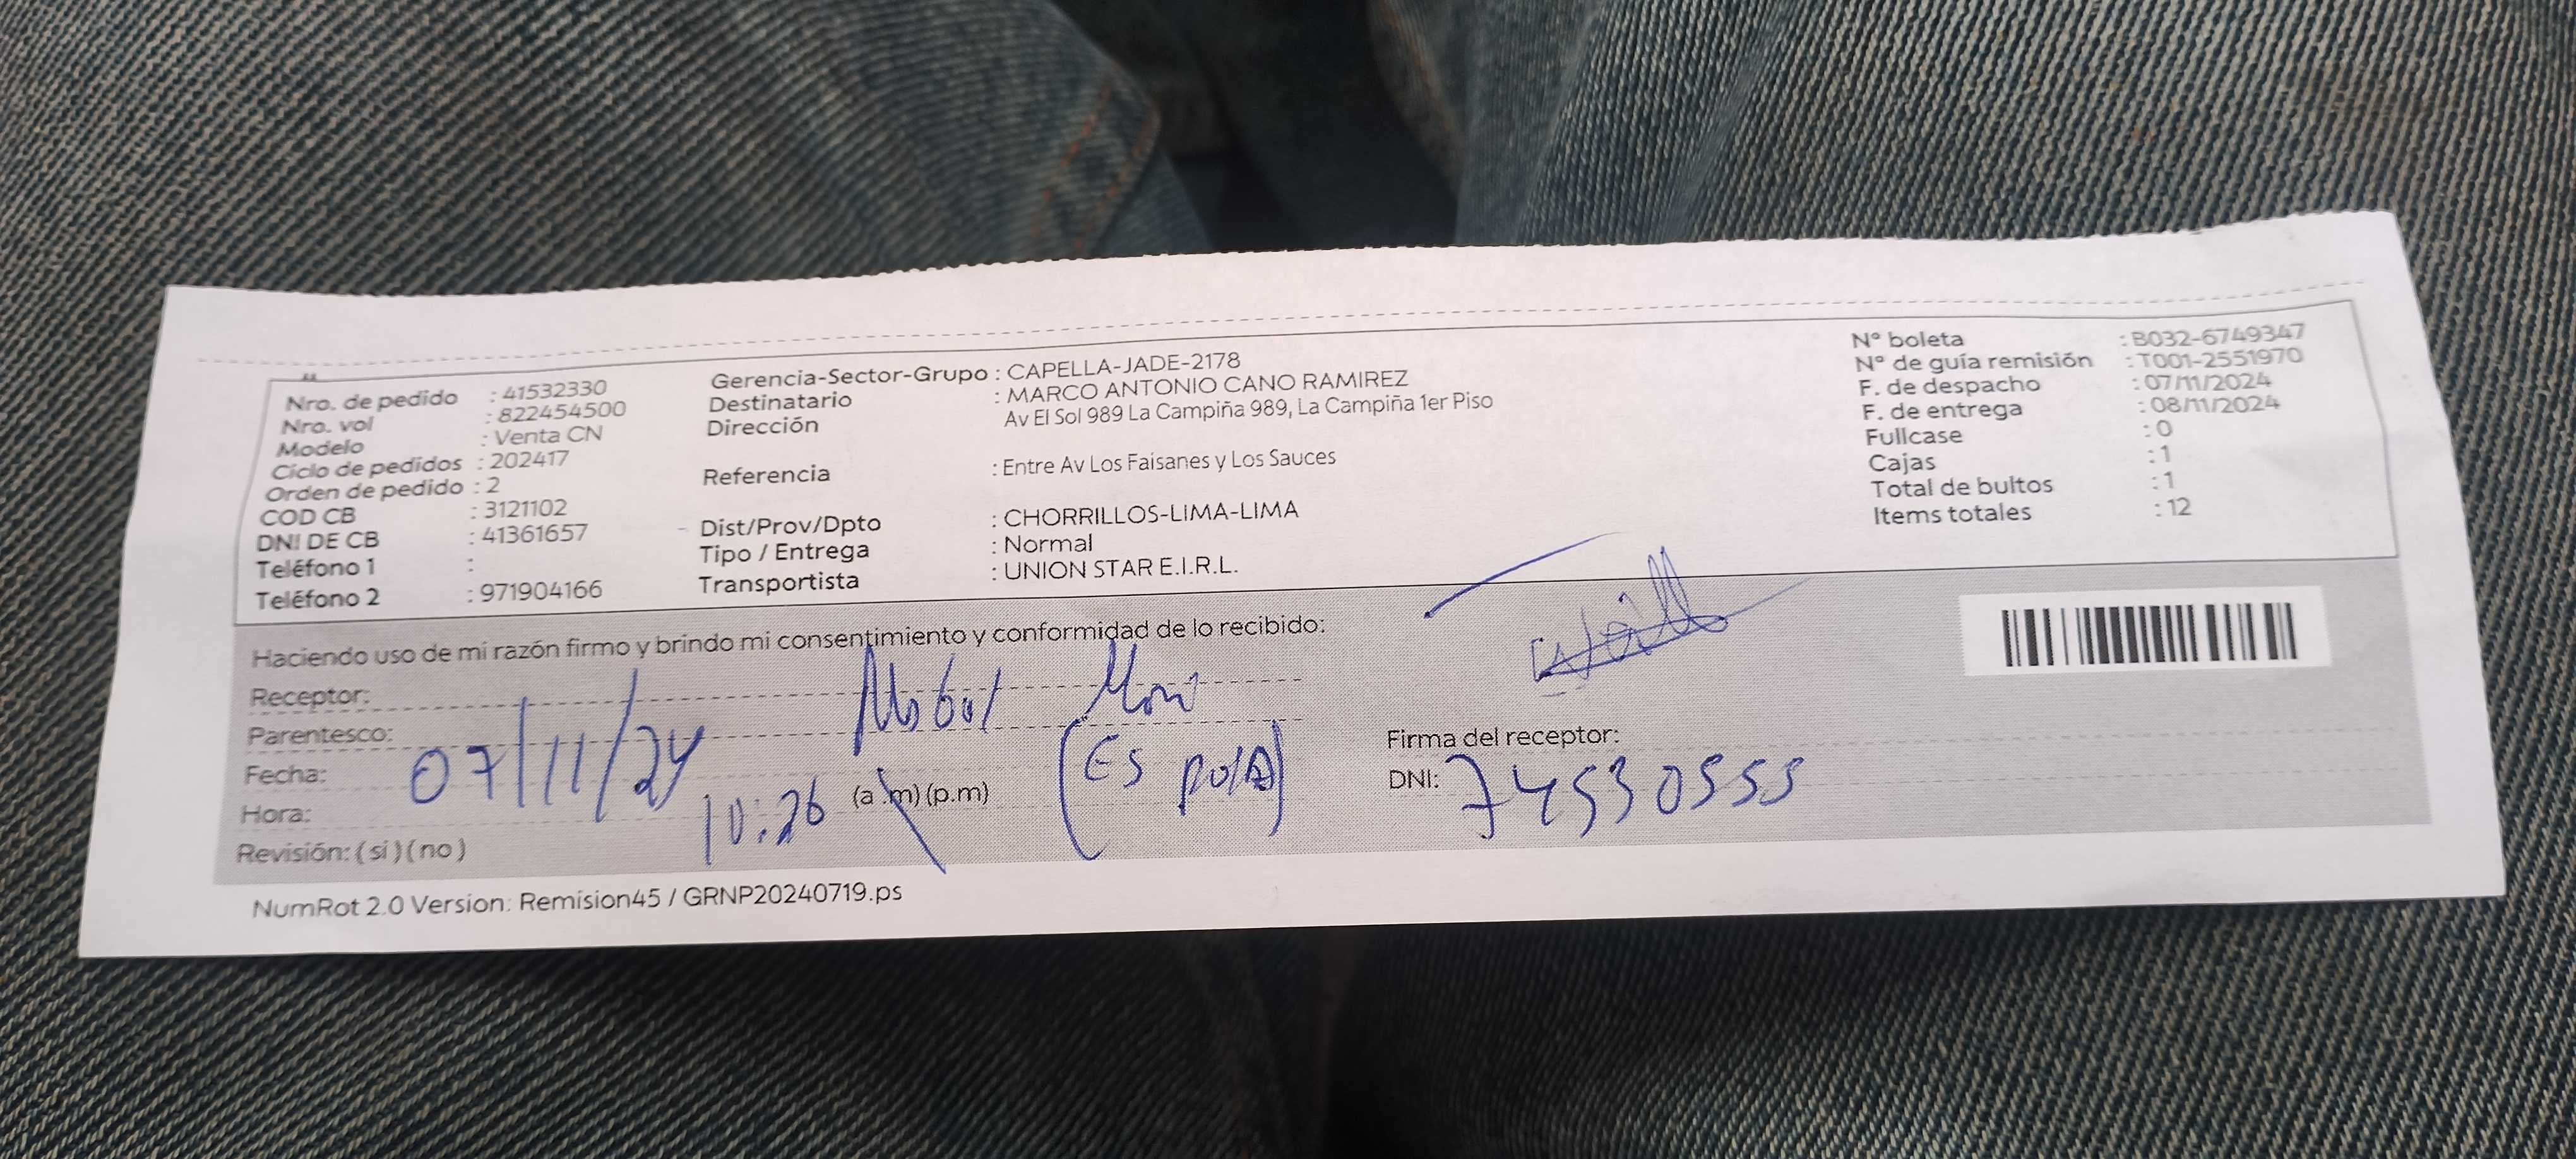 Nro. de pedido : 41532330
Nro. vol : 822454500
Modelo : Venta CN
Ciclo de pedidos : 202417
Orden de pedido : 2
COD CB : 3121102
DNI DE CB : 41361657
Teléfono 1 :
Teléfono 2 : 971904166
Gerencia-Sector-Grupo : CAPELLA-JADE-2178
Destinatario : MARCO ANTONIO CANO RAMIREZ
Dirección Av El Sol 989 La Campiña 989, La Campiña 1er Piso
Referencia : Entre Av Los Faisanes y Los Sauces
Dist/Prov/Dpto : CHORRILLOS-LIMA-LIMA
Tipo / Entrega : Normal
Transportista : UNION STAR E.I.R.L.
N° boleta : B032-6749347
N° de guía remisión : T001-2551970
F. de despacho : 07/11/2024
F. de entrega : 08/11/2024
Fullcase : 0
Cajas : 1
Total de bultos : 1
Items totales : 12
Haciendo uso de mi razón firmo y brindo mi consentimiento y conformidad de lo recibido:
Receptor:
Parentesco:
Fecha: 07/11/24
Hora: 10:26 (a.m)(p.m)
Revisión: (si)(no)
Firma del receptor:
DNI: 74530555
NumRot 2.0 Version: Remision45 / GRNP20240719.ps